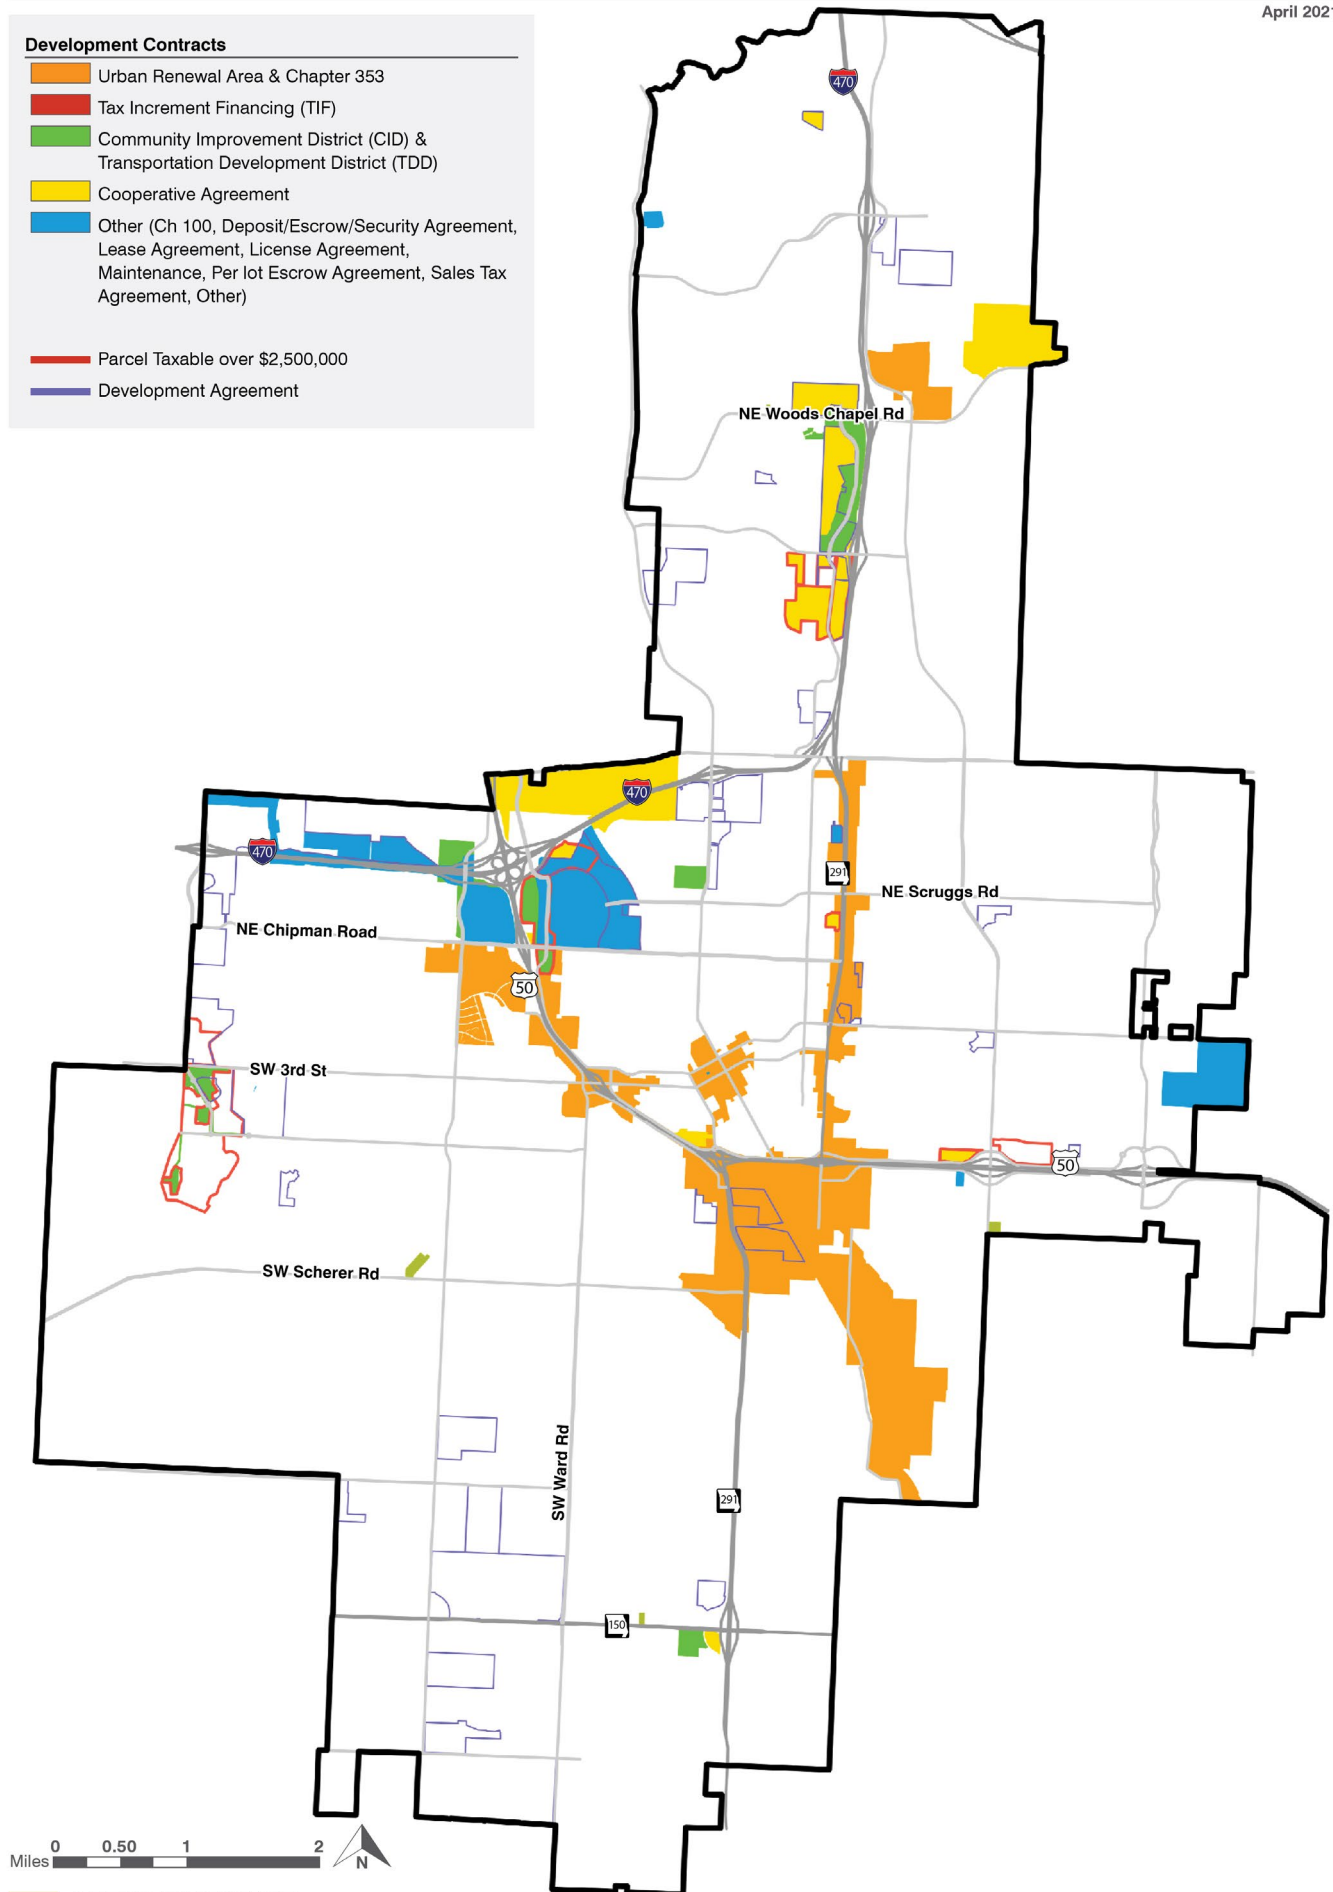 April 2021
Development Contracts
Urban Renewal Area & Chapter 353
Tax Increment Financing (TIF)
Community Improvement District (CID) &
Transportation Development District (TDD)
Cooperative Agreement
Other (Ch 100, Deposit/Escrow/Security Agreement,
Lease Agreement, License Agreement,
Maintenance, Per lot Escrow Agreement, Sales Tax
Agreement, Other)
Parcel Taxable over $2,500,000
Development Agreement
470
NE Woods Chapel Rd
470
470
291
NE Scruggs Rd
NE Chipman Road
50
SW 3rd St
50
SW Scherer Rd
SW Ward Rd
291
150
0 0.50 1 2
Miles
N